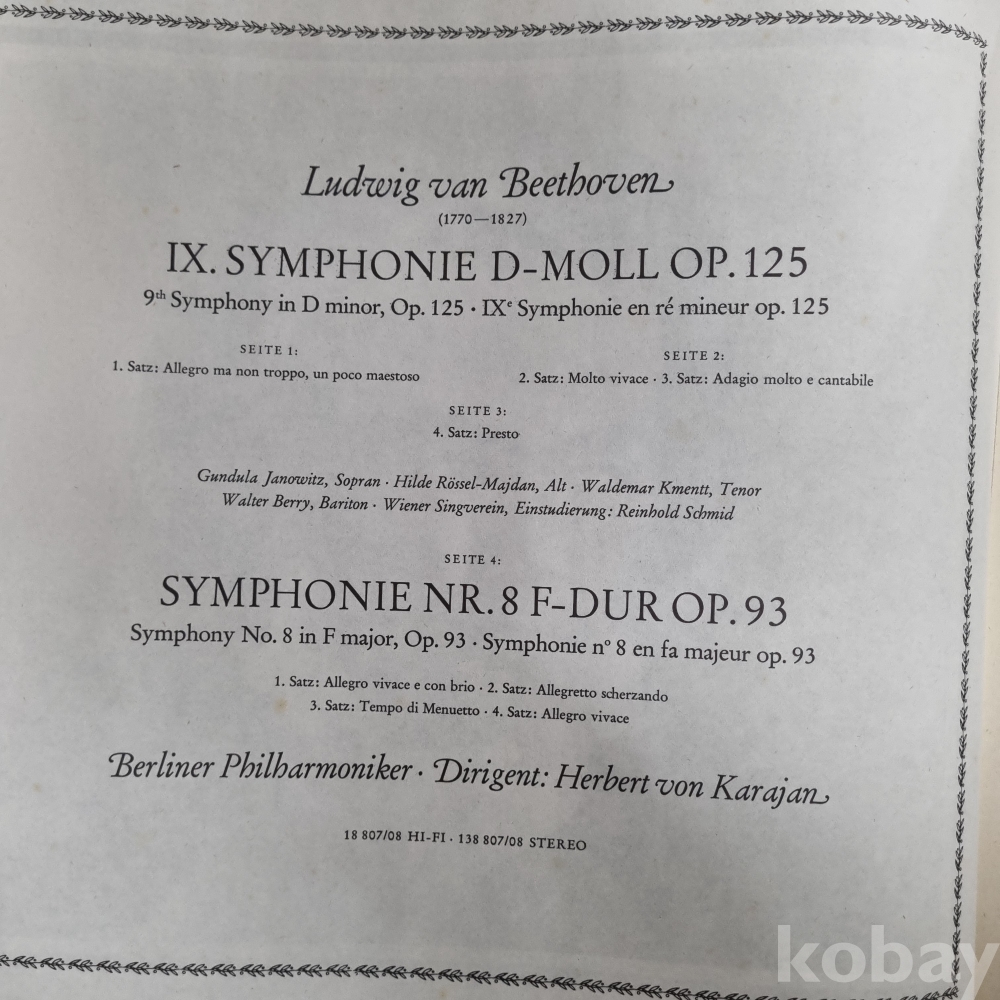 Ludwig van Beethoven
(1770—1827)
IX. SYMPHONIE D-MOLL OP. 125
9th Symphony in D minor, Op. 125 · IXe Symphonie en ré mineur op. 125
SEITE 1:
1. Satz: Allegro ma non troppo, un poco maestoso
SEITE 2:
2. Satz: Molto vivace · 3. Satz: Adagio molto e cantabile
SEITE 3:
4. Satz: Presto
Gundula Janowitz, Sopran · Hilde Rössel-Majdan, Alt · Waldemar Kmentt, Tenor
Walter Berry, Bariton · Wiener Singverein, Einstudierung: Reinhold Schmid
SEITE 4:
SYMPHONIE NR. 8 F-DUR OP. 93
Symphony No. 8 in F major, Op. 93 · Symphonie nº 8 en fa majeur op. 93
1. Satz: Allegro vivace e con brio · 2. Satz: Allegretto scherzando
3. Satz: Tempo di Menuetto · 4. Satz: Allegro vivace
Berliner Philharmoniker · Dirigent: Herbert von Karajan
18 807/08 HI-FI · 138 807/08 STEREO
kobay